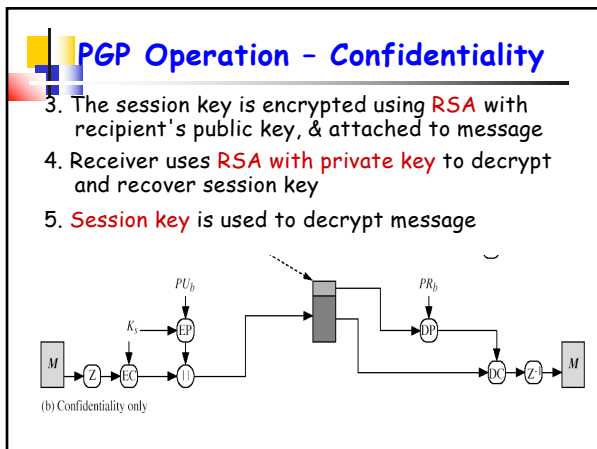 PGP Operation – Confidentiality
3. The session key is encrypted using RSA with
recipient's public key, & attached to message
4. Receiver uses RSA with private key to decrypt
and recover session key
5. Session key is used to decrypt message
PU_b
PR_b
K_s
EP
DP
M
Z
EC
||
DC
Z^-1
M
(b) Confidentiality only